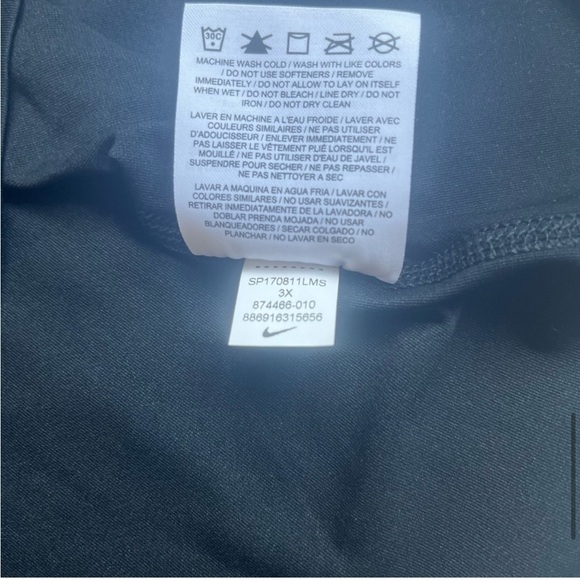 30C
MACHINE WASH COLD / WASH WITH LIKE COLORS
/ DO NOT USE SOFTENERS / REMOVE
IMMEDIATELY / DO NOT ALLOW TO LAY ON ITSELF
WHEN WET / DO NOT BLEACH / LINE DRY / DO NOT
IRON / DO NOT DRY CLEAN
LAVER EN MACHINE A L'EAU FROIDE / LAVER AVEC
COULEURS SIMILAIRES / NE PAS UTILISER
D'ADOUCISSEUR / ENLEVER IMMÉDIATEMENT / NE
PAS LAISSER LE VÊTEMENT PLIÉ LORSQU'IL EST
MOUILLÉ / NE PAS UTILISER D'EAU DE JAVEL /
SUSPENDRE POUR SECHER / NE PAS REPASSER /
NE PAS NETTOYER A SEC
LAVAR A MAQUINA EN AGUA FRIA / LAVAR CON
COLORES SIMILARES / NO USAR SUAVIZANTES /
RETIRAR INMEDIATAMENTE DE LA LAVADORA / NO
DOBLAR PRENDA MOJADA / NO USAR
BLANQUEADORES / SECAR COLGADO / NO
PLANCHAR / NO LAVAR EN SECO
SP170811LMS
3X
874466-010
886916315656